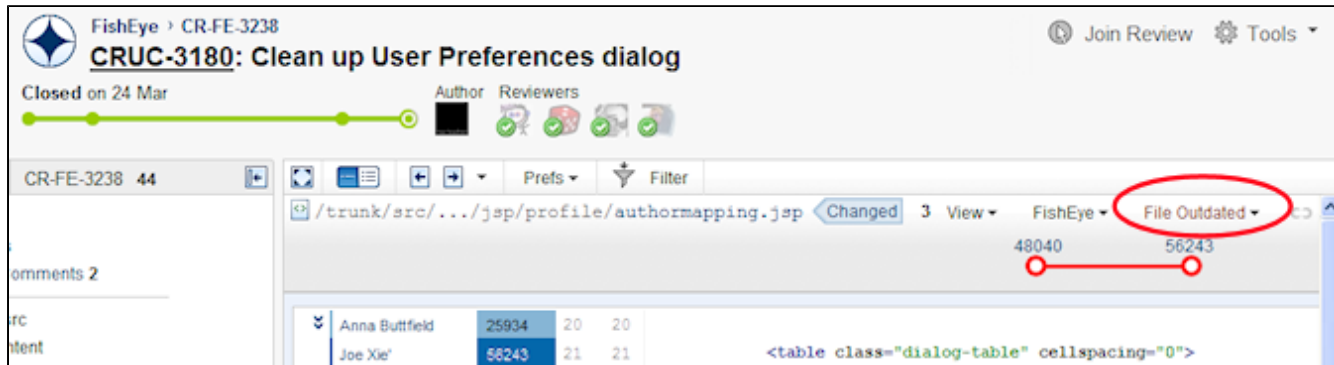 FishEye › CR-FE-3238
Join Review Tools
CRUC-3180: Clean up User Preferences dialog
Closed on 24 Mar
Author Reviewers
CR-FE-3238 44
Prefs Filter
/trunk/src/.../jsp/profile/authormapping.jsp Changed 3 View FishEye File Outdated
48040 56243
omments 2
rc
ntent
Anna Buttfield 25934 20 20
Joe Xie' 56243 21 21 <table class="dialog-table" cellspacing="0">